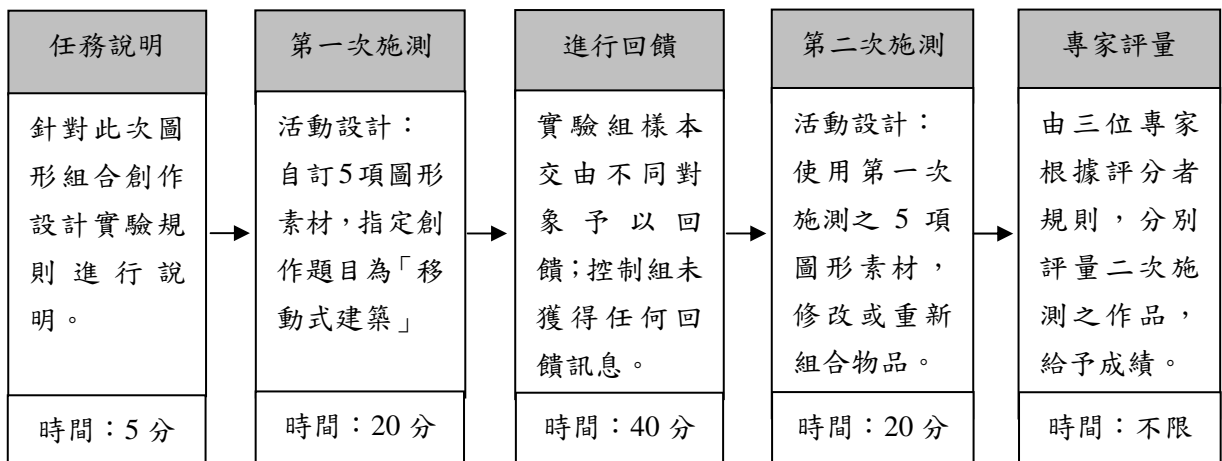 任務說明
針對此次圖
形組合創作
設計實驗規
則進行說
明。
時間：5 分
第一次施測
活動設計：
自訂5項圖形
素材，指定創
作題目為「移
動式建築」
時間：20 分
進行回饋
實驗組樣本
交由不同對
象予以回
饋；控制組未
獲得任何回
饋訊息。
時間：40 分
第二次施測
活動設計：
使用第一次
施測之 5 項
圖形素材，
修改或重新
組合物品。
時間：20 分
專家評量
由三位專家
根據評分者
規則，分別
評量二次施
測之作品，
給予成績。
時間：不限